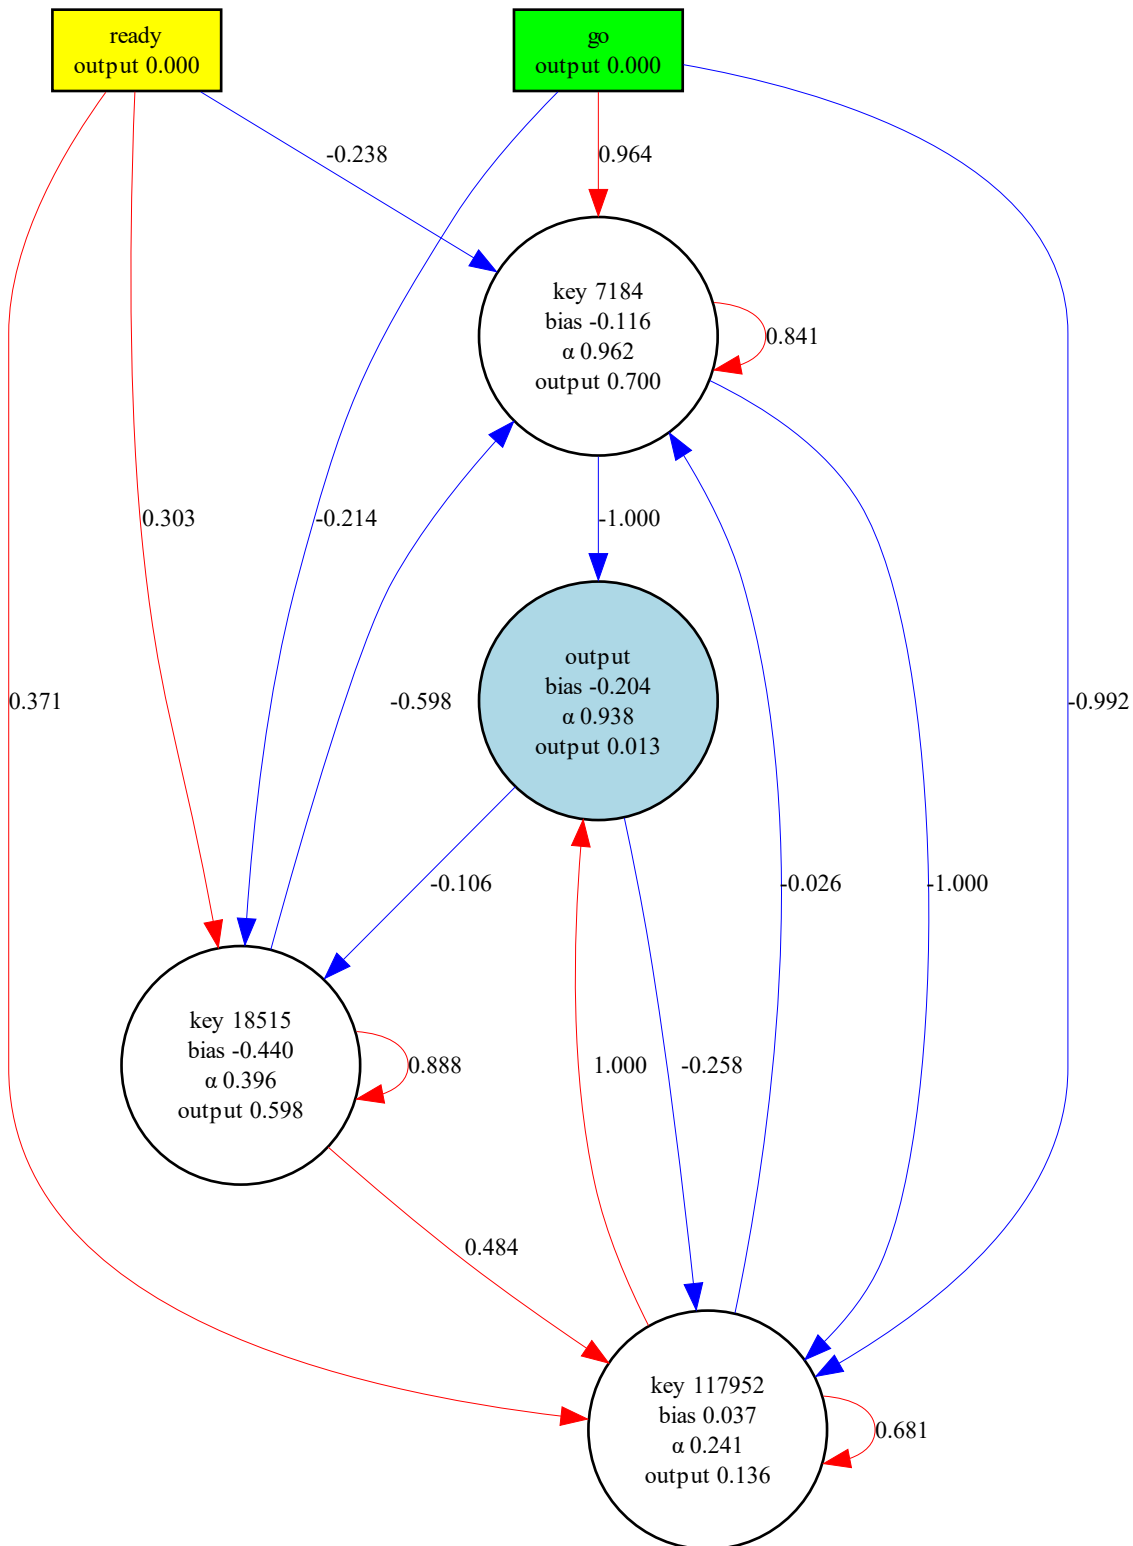 ready
output 0.000
go
output 0.000
-0.238
0.964
key 7184
bias -0.116
α 0.962
output 0.700
0.841
0.303
-0.214
-1.000
output
bias -0.204
α 0.938
output 0.013
0.371
-0.598
-0.992
-0.106
-0.026
-1.000
key 18515
bias -0.440
α 0.396
output 0.598
0.888
1.000
-0.258
0.484
key 117952
bias 0.037
α 0.241
output 0.136
0.681